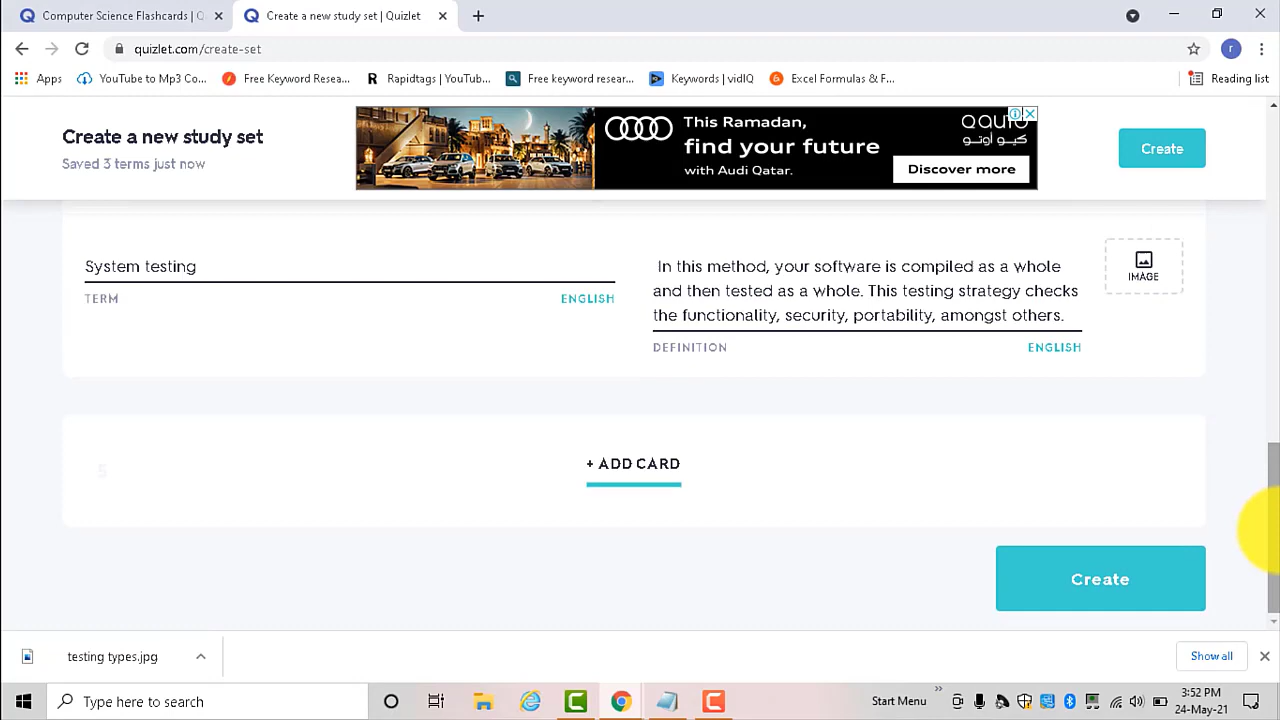 Computer Science Flashcards | Q
Create a new study set | Quizlet
quizlet.com/create-set
r
Apps
YouTube to Mp3 Co...
Free Keyword Resea...
Rapidtags | YouTub...
Free keyword resear...
Keywords | vidIQ
Excel Formulas & F...
Reading list
Create a new study set
Saved 3 terms just now
This Ramadan,
find your future
with Audi Qatar.
QAUTO
كيو أوتو
Discover more
Create
System testing
TERM
ENGLISH
In this method, your software is compiled as a whole
and then tested as a whole. This testing strategy checks
the functionality, security, portability, amongst others.
DEFINITION
ENGLISH
IMAGE
5
+ ADD CARD
Create
testing types.jpg
Show all
Type here to search
Start Menu
3:52 PM
24-May-21